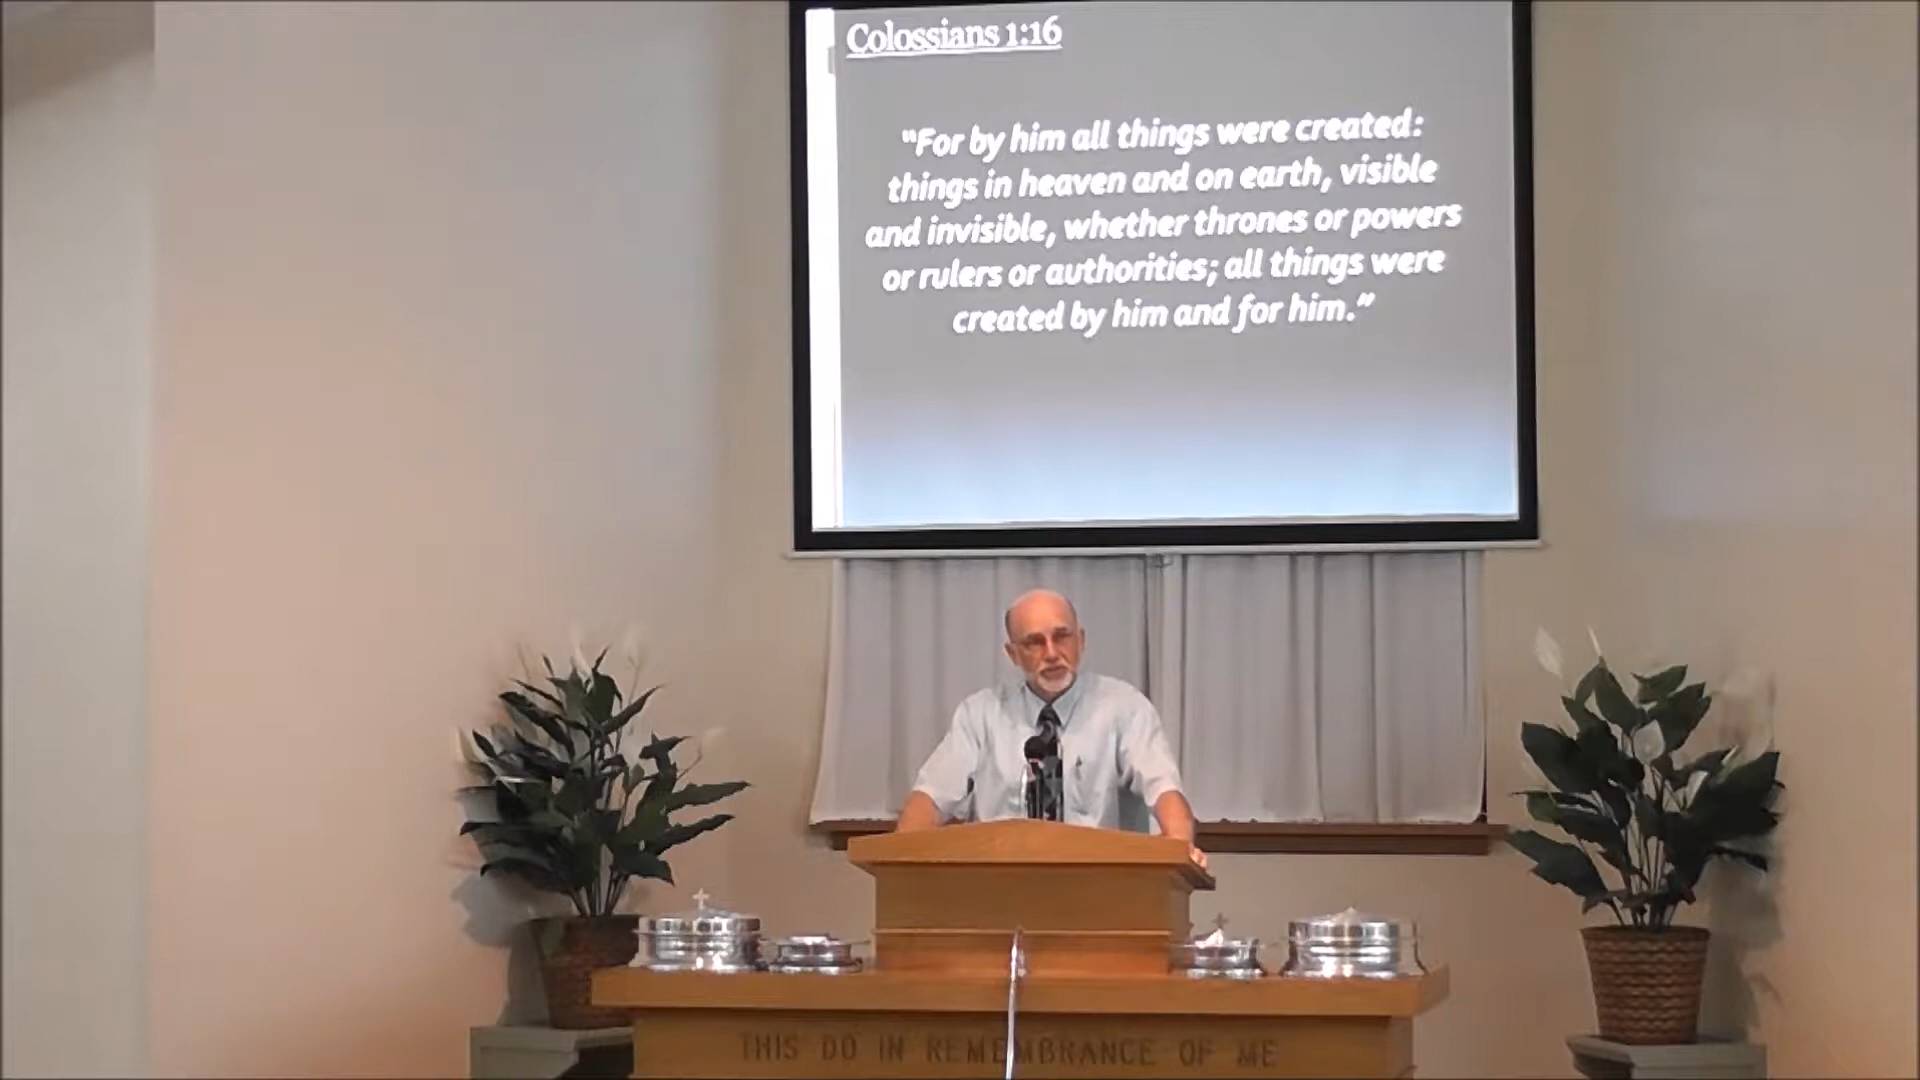 Colossians 1:16
"For by him all things were created:
things in heaven and on earth, visible
and invisible, whether thrones or powers
or rulers or authorities; all things were
created by him and for him.”
THIS DO IN REMEMBRANCE OF ME